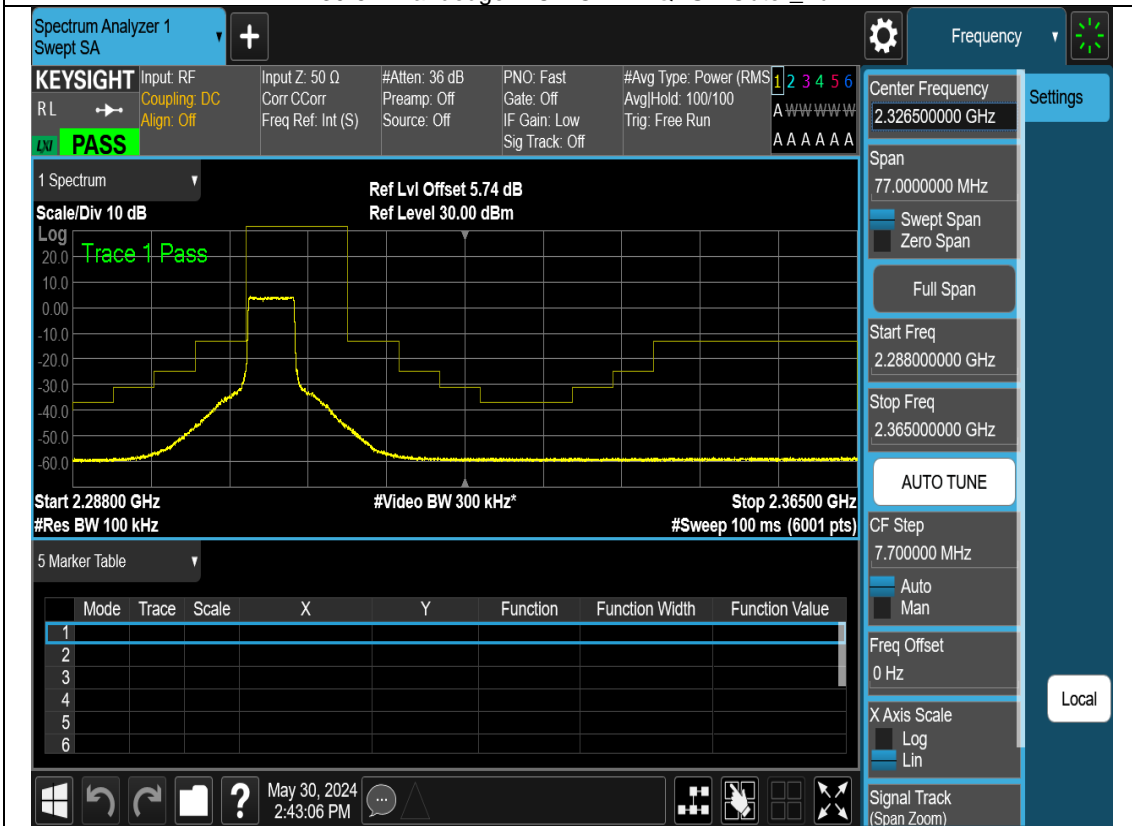 Spectrum Analyzer 1
Swept SA
Frequency
KEYSIGHT
RL
LXI
PASS
Input: RF
Coupling: DC
Align: Off
Input Z: 50 Ω
Corr CCorr
Freq Ref: Int (S)
#Atten: 36 dB
Preamp: Off
Source: Off
PNO: Fast
Gate: Off
IF Gain: Low
Sig Track: Off
#Avg Type: Power (RMS
Avg|Hold: 100/100
Trig: Free Run
1 2 3 4 5 6
A W W W W W
A A A A A A
Center Frequency
2.326500000 GHz
Settings
Span
77.0000000 MHz
Swept Span
Zero Span
Full Span
Start Freq
2.288000000 GHz
Stop Freq
2.365000000 GHz
AUTO TUNE
CF Step
7.700000 MHz
Auto
Man
Freq Offset
0 Hz
X Axis Scale
Log
Lin
Signal Track
(Span Zoom)
Local
1 Spectrum
Scale/Div 10 dB
Ref Lvl Offset 5.74 dB
Ref Level 30.00 dBm
Log
Trace 1 Pass
20.0
10.0
0.00
-10.0
-20.0
-30.0
-40.0
-50.0
-60.0
Start 2.28800 GHz
#Video BW 300 kHz*
Stop 2.36500 GHz
#Res BW 100 kHz
#Sweep 100 ms (6001 pts)
5 Marker Table
Mode Trace Scale X Y Function Function Width Function Value
1
2
3
4
5
6
?
May 30, 2024
2:43:06 PM